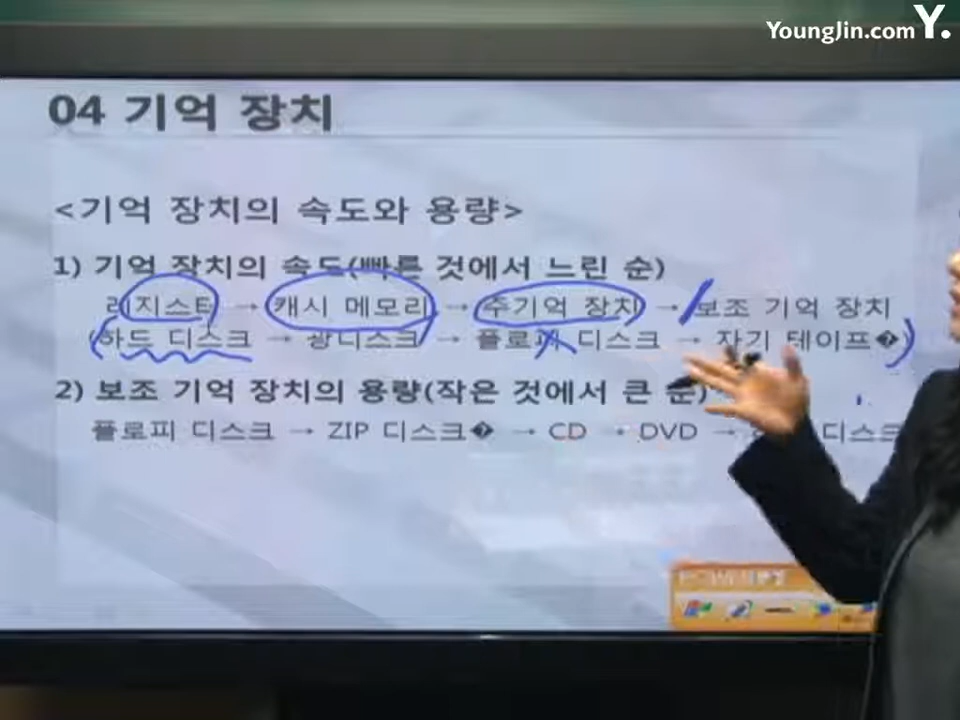 YoungJin.com Y.
04 기억 장치
<기억 장치의 속도와 용량>
1) 기억 장치의 속도(빠른 것에서 느린 순)
레지스터 → 캐시 메모리 → 주기억 장치 → 보조 기억 장치
(하드 디스크 → 광디스크 → 플로피 디스크 → 자기 테이프�)
2) 보조 기억 장치의 용량(작은 것에서 큰 순)
플로피 디스크 → ZIP 디스크� → CD → DVD → 디스크